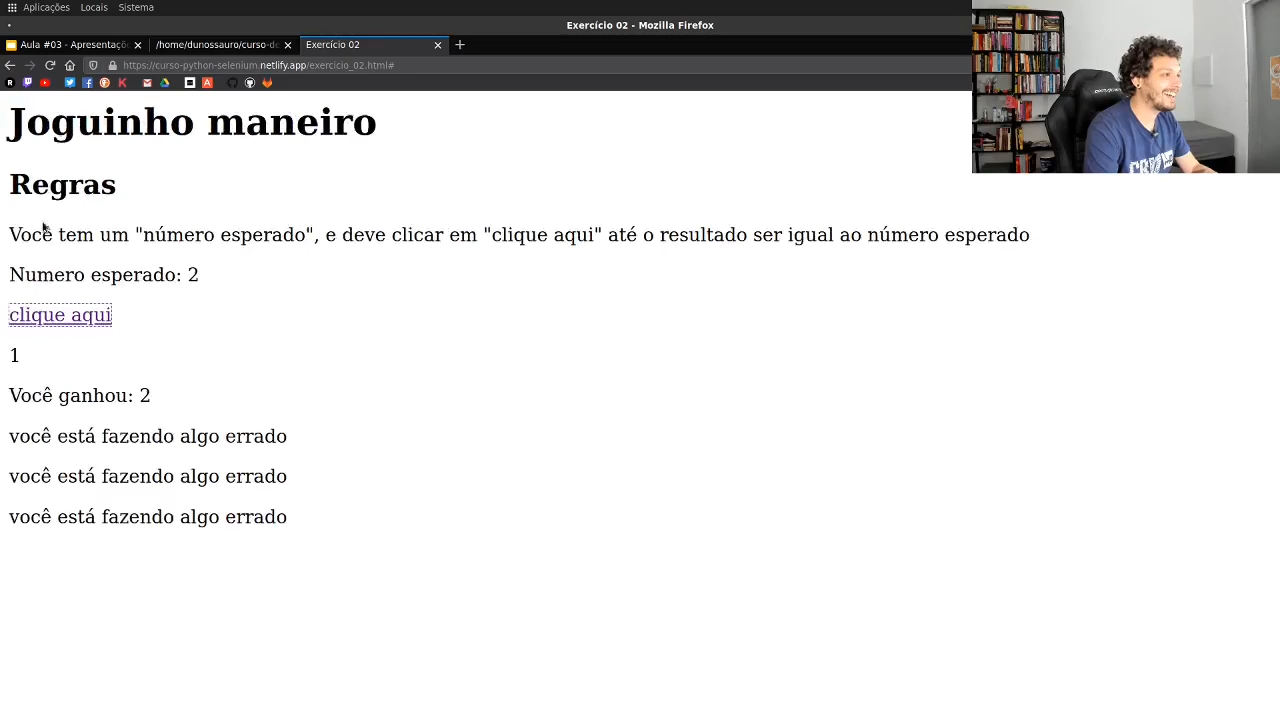 Aplicações Locais Sistema
Exercício 02 - Mozilla Firefox
Aula #03 - Apresentaçõ
/home/dunossauro/curso-de
Exercício 02
https://curso-python-selenium.netlify.app/exercicio_02.html#
Joguinho maneiro
Regras
Você tem um "número esperado", e deve clicar em "clique aqui" até o resultado ser igual ao número esperado
Numero esperado: 2
clique aqui
1
Você ganhou: 2
você está fazendo algo errado
você está fazendo algo errado
você está fazendo algo errado